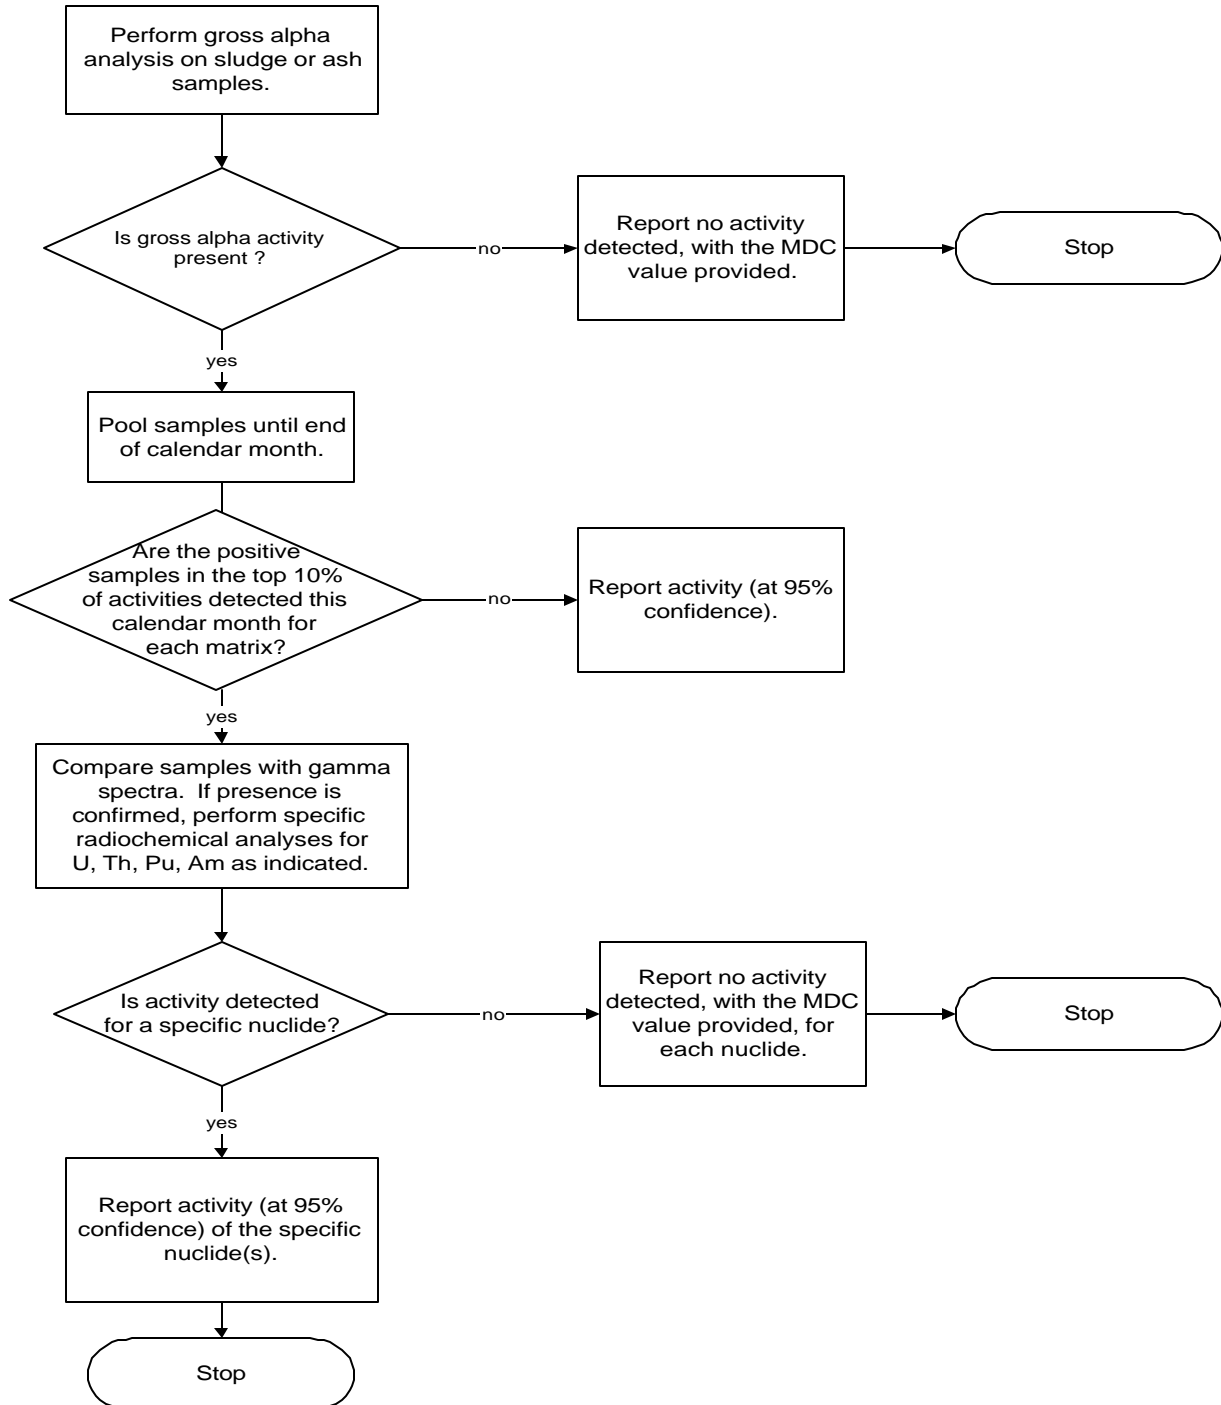 Perform gross alpha
analysis on sludge or ash
samples.
Is gross alpha activity
present ?
no
Report no activity
detected, with the MDC
value provided.
Stop
yes
Pool samples until end
of calendar month.
Are the positive
samples in the top 10%
of activities detected this
calendar month for
each matrix?
no
Report activity (at 95%
confidence).
yes
Compare samples with gamma
spectra.  If presence is
confirmed, perform specific
radiochemical analyses for
U, Th, Pu, Am as indicated.
Is activity detected
for a specific nuclide?
no
Report no activity
detected, with the MDC
value provided, for
each nuclide.
Stop
yes
Report activity (at 95%
confidence) of the specific
nuclide(s).
Stop